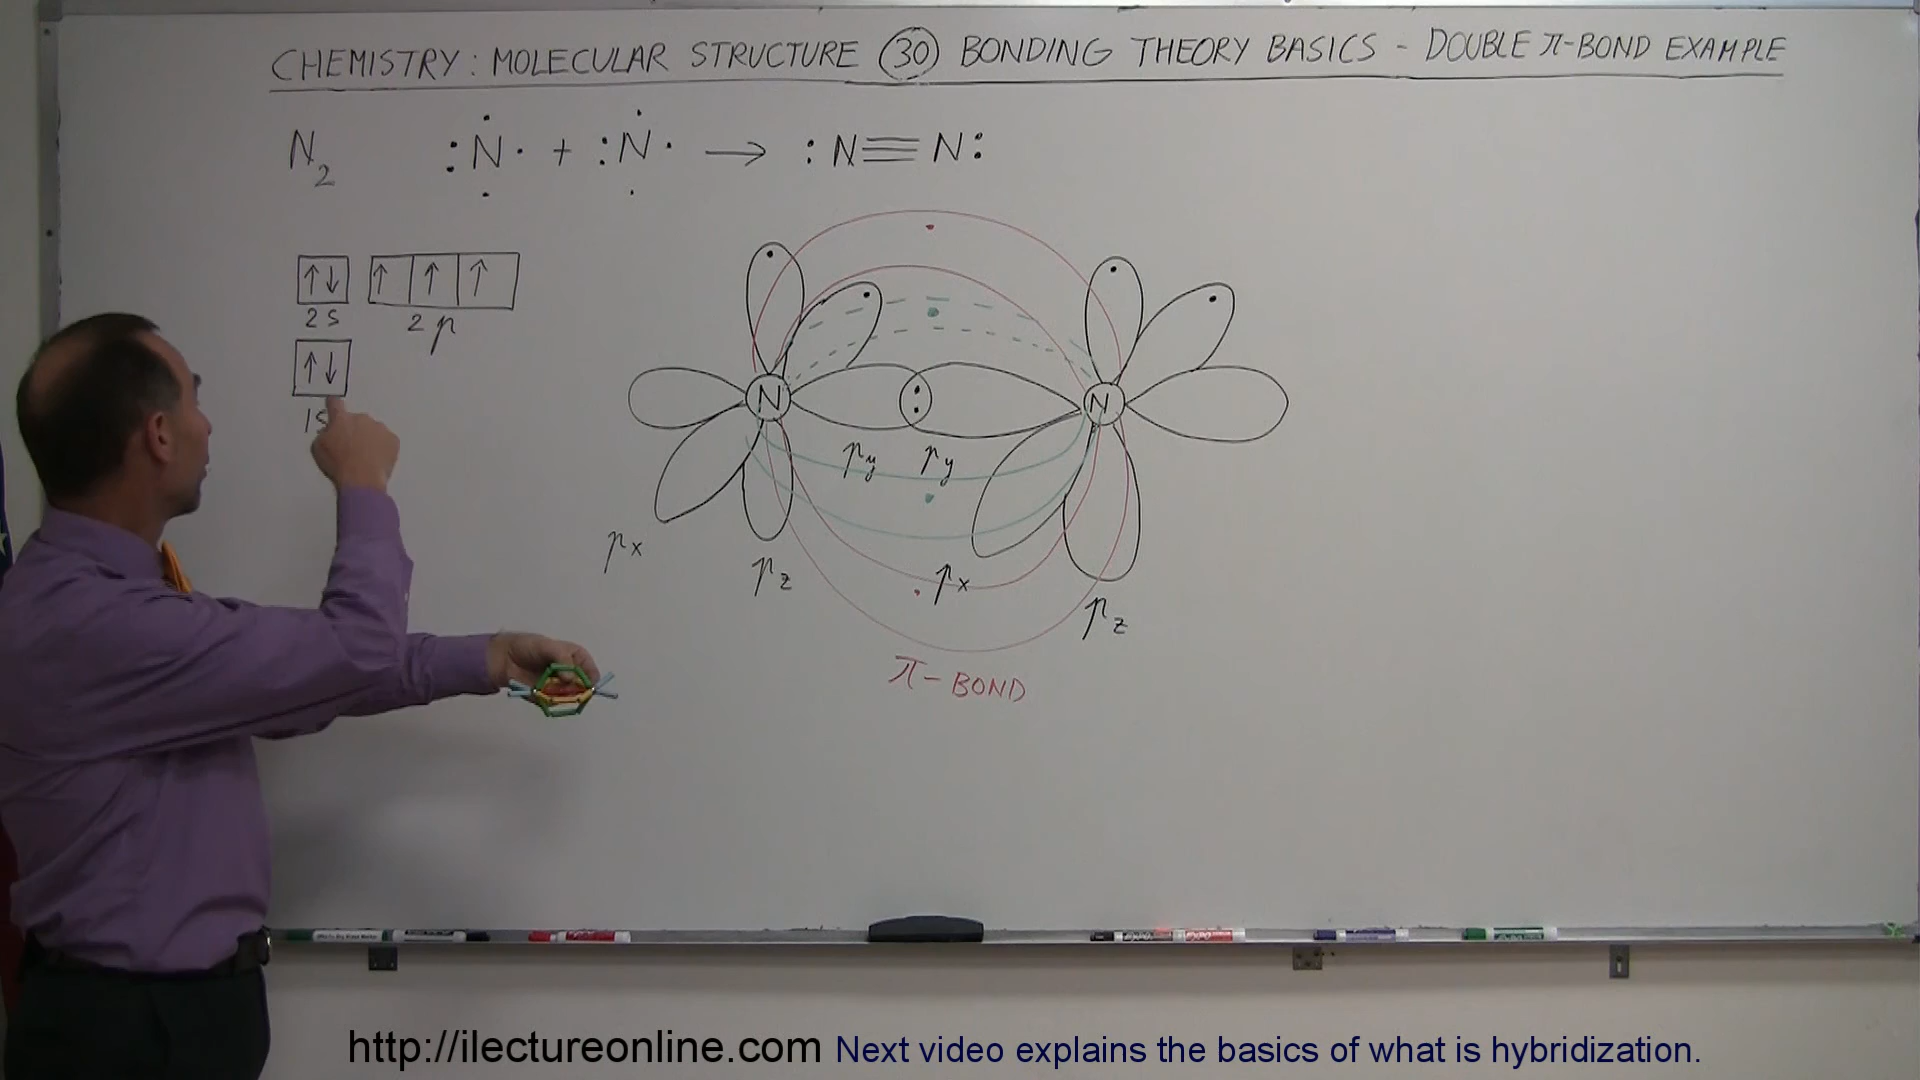 CHEMISTRY: MOLECULAR STRUCTURE 30 BONDING THEORY BASICS - DOUBLE π-BOND EXAMPLE
N₂ :N· + :N· → :N≡N:
↑↓ ↑ ↑ ↑
2s 2p
↑↓
1s
N N
py py
px pz px pz
π-BOND
http://ilectureonline.com Next video explains the basics of what is hybridization.